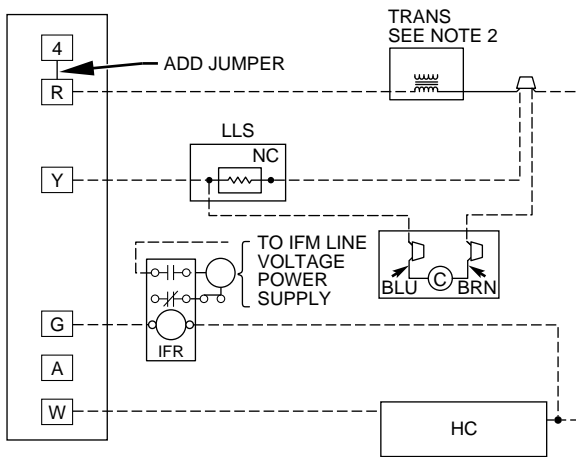 TRANS
SEE NOTE 2
4
ADD JUMPER
R
LLS
NC
Y
TO IFM LINE
VOLTAGE
POWER
SUPPLY
BLU
C
BRN
G
IFR
A
W
HC